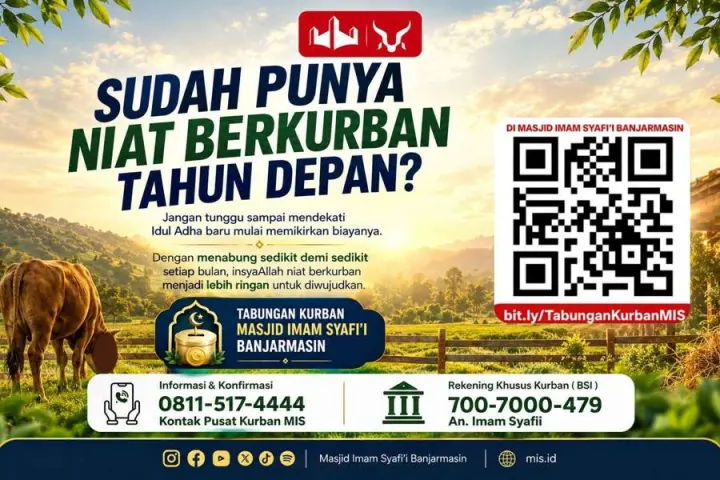 SUDAH PUNYA
NIAT BERKURBAN
TAHUN DEPAN?
Jangan tunggu sampai mendekati
Idul Adha baru mulai memikirkan biayanya.
Dengan menabung sedikit demi sedikit
setiap bulan, insyaAllah niat berkurban
menjadi lebih ringan untuk diwujudkan.
TABUNGAN KURBAN
MASJID IMAM SYAFI'I
BANJARMASIN
DI MASJID IMAM SYAFI'I BANJARMASIN
bit.ly/TabunganKurbanMIS
Informasi & Konfirmasi
0811-517-4444
Kontak Pusat Kurban MIS
Rekening Khusus Kurban ( BSI )
700-7000-479
An. Imam Syafii
Masjid Imam Syafi'i Banjarmasin
mis.id